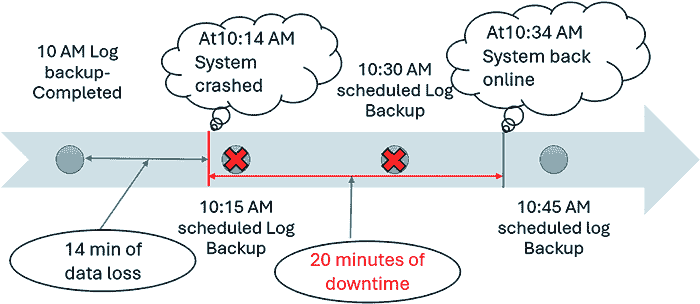 10 AM Log
backup-
Completed
At10:14 AM
System
crashed
10:30 AM
scheduled Log
Backup
At10:34 AM
System back
online
10:15 AM
scheduled Log
Backup
10:45 AM
scheduled log
Backup
14 min of
data loss
20 minutes of
downtime